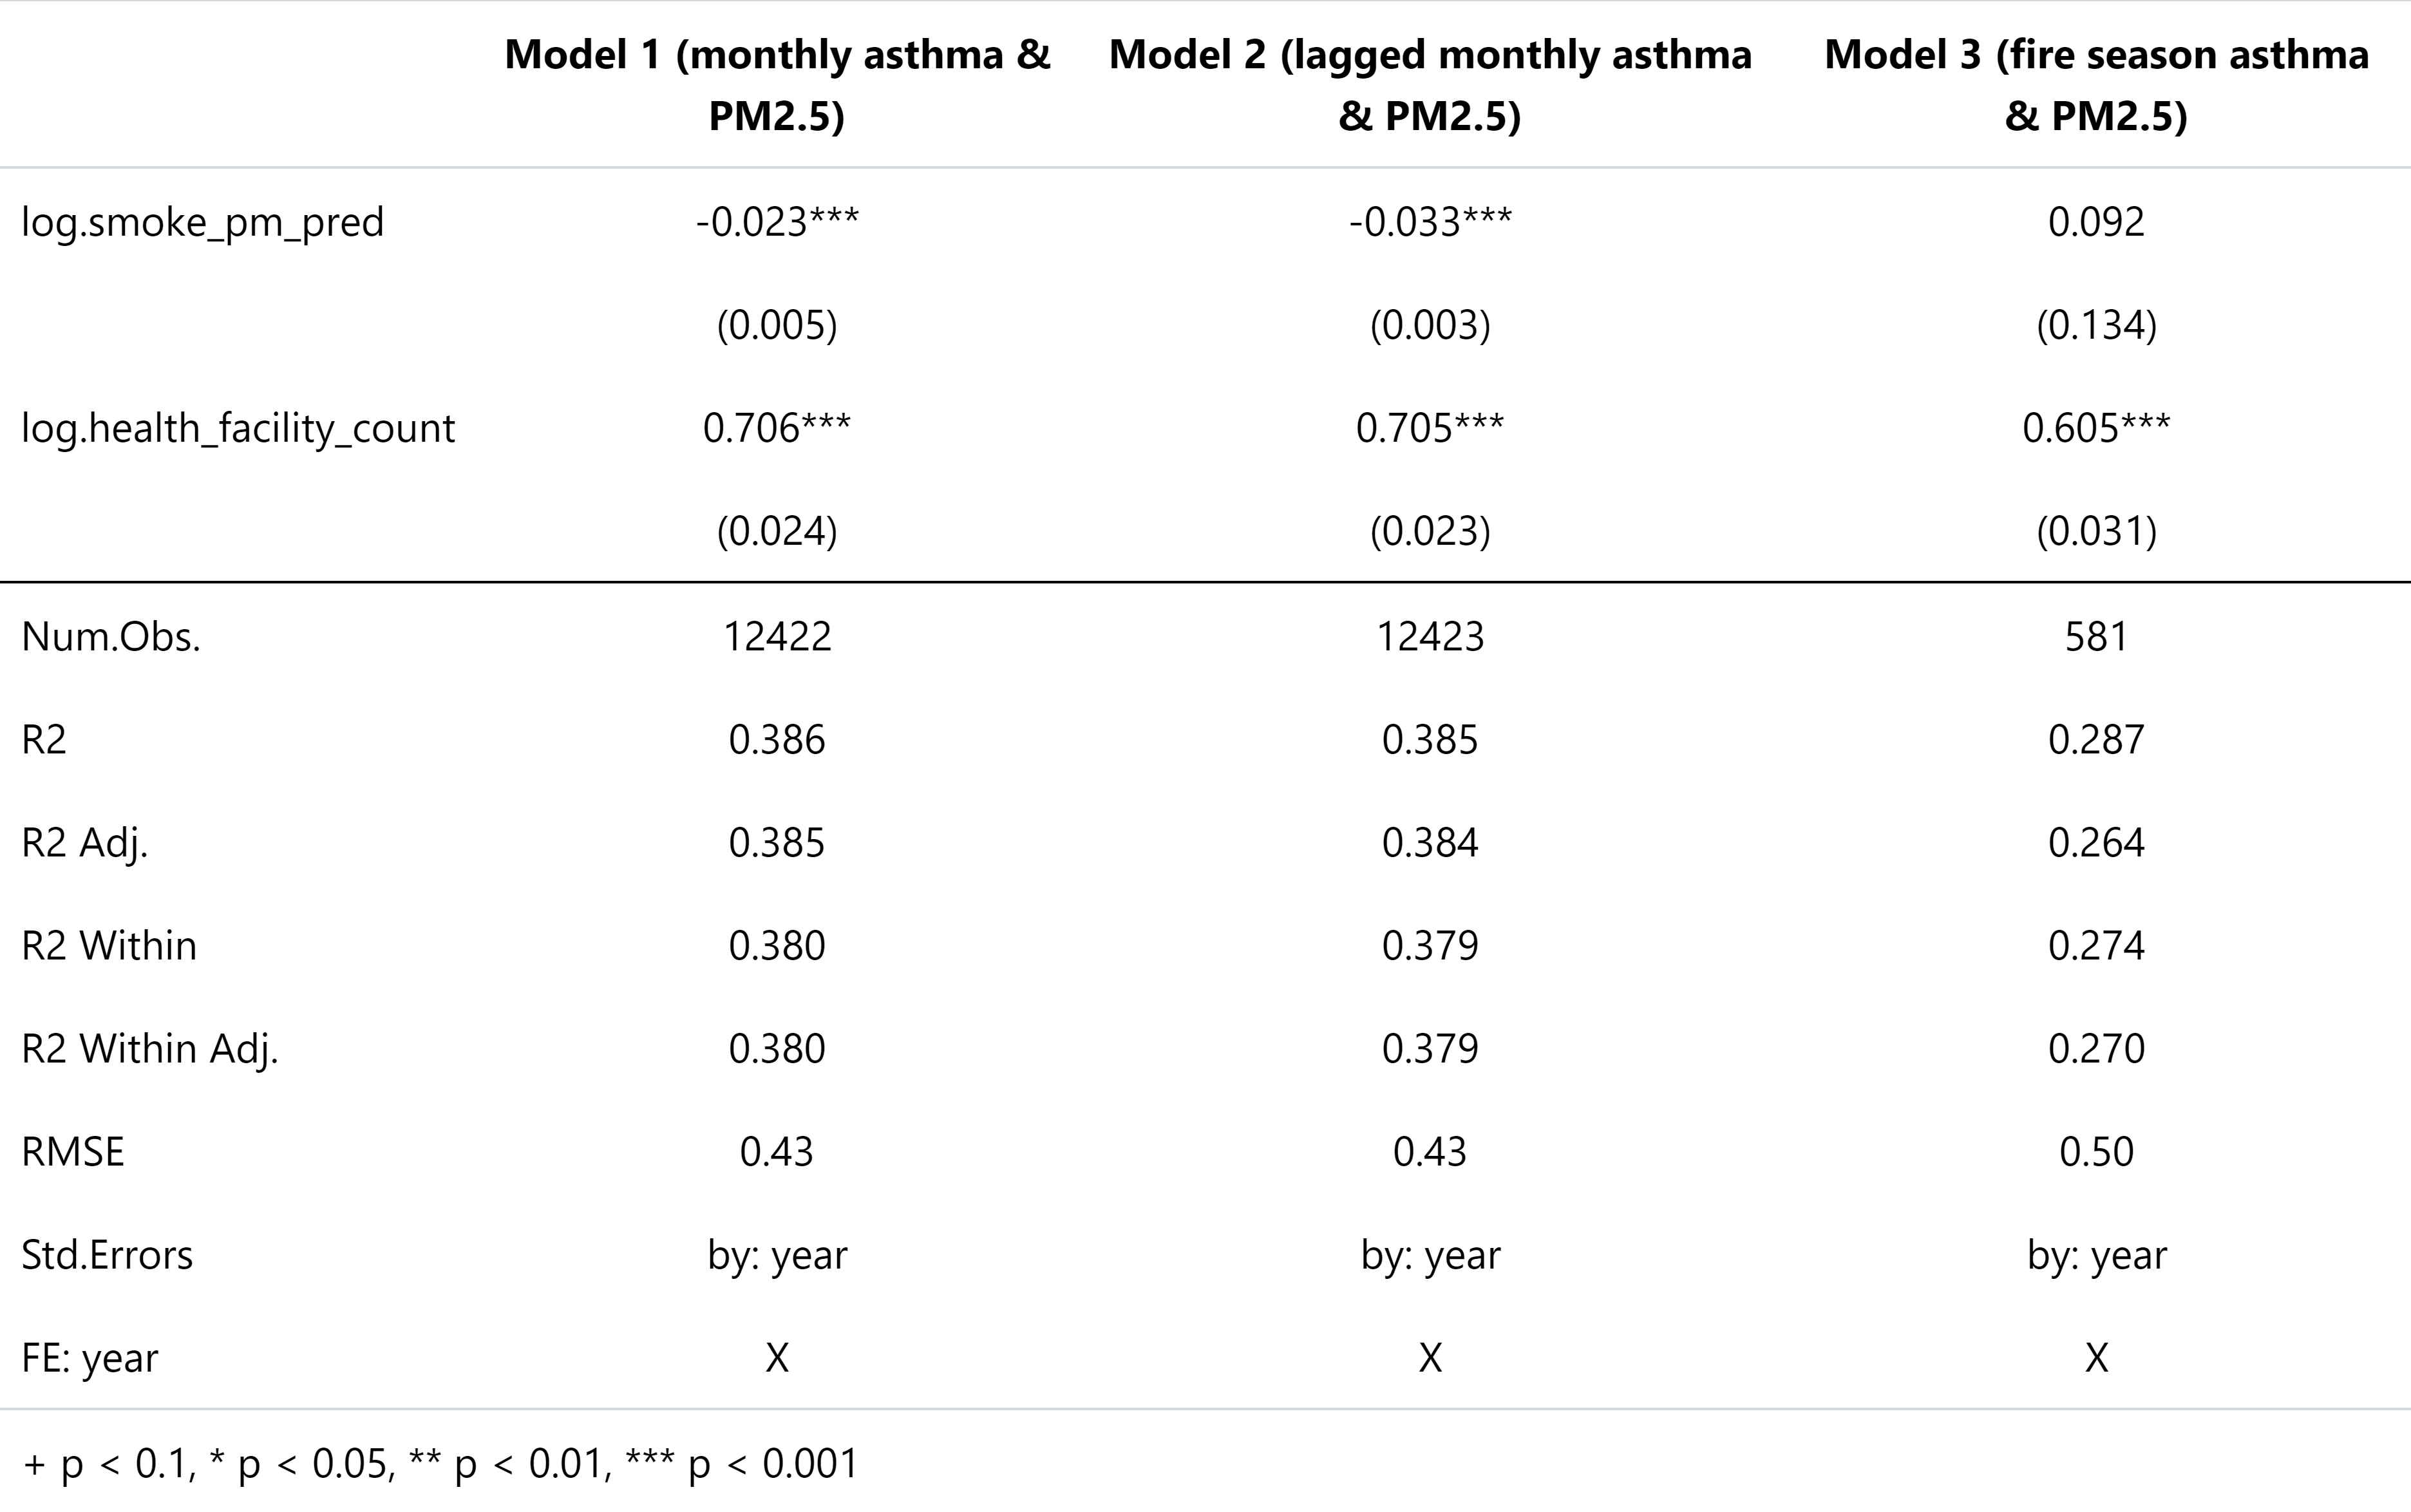 Model 1 (monthly asthma & PM2.5) Model 2 (lagged monthly asthma & PM2.5) Model 3 (fire season asthma & PM2.5)
log.smoke_pm_pred -0.023*** -0.033*** 0.092
(0.005) (0.003) (0.134)
log.health_facility_count 0.706*** 0.705*** 0.605***
(0.024) (0.023) (0.031)
Num.Obs. 12422 12423 581
R2 0.386 0.385 0.287
R2 Adj. 0.385 0.384 0.264
R2 Within 0.380 0.379 0.274
R2 Within Adj. 0.380 0.379 0.270
RMSE 0.43 0.43 0.50
Std.Errors by: year by: year by: year
FE: year X X X
+ p < 0.1, * p < 0.05, ** p < 0.01, *** p < 0.001